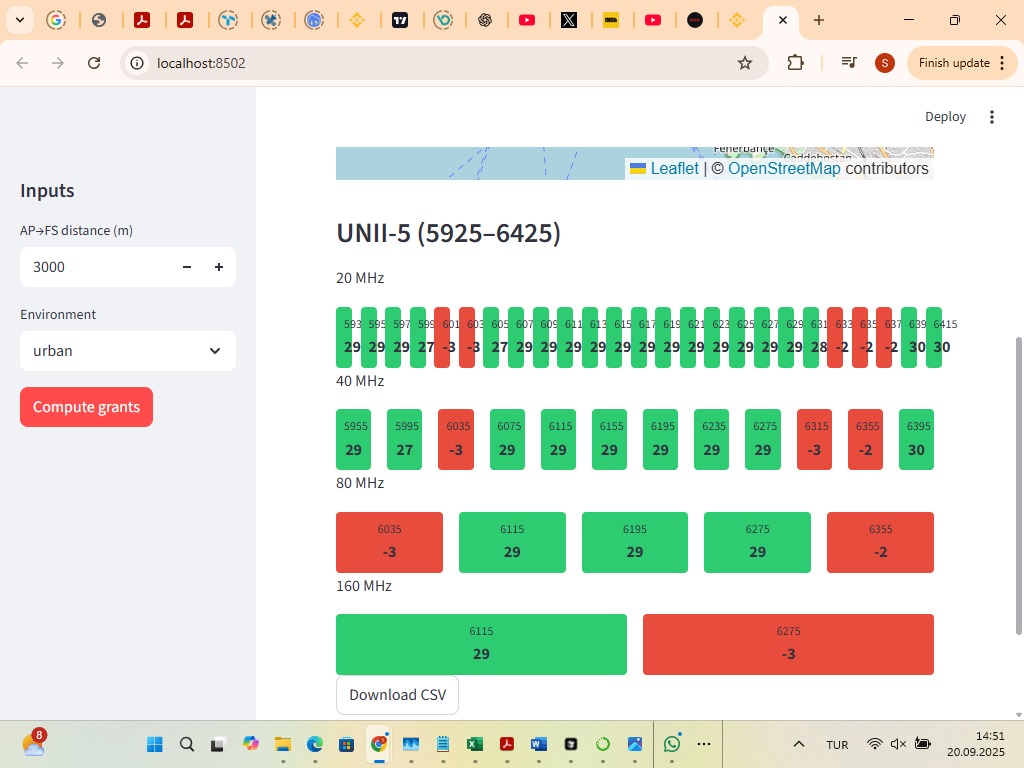 localhost:8502
S
Finish update
Deploy
Fenerbahçe
Caddebostan
Leaflet | © OpenStreetMap contributors
Inputs
AP→FS distance (m)
3000
Environment
urban
Compute grants
UNII-5 (5925–6425)
20 MHz
593 595 597 599 601 603 605 607 609 611 613 615 617 619 621 623 625 627 629 631 633 635 637 639 6415
29 29 29 27 -3 -3 27 29 29 29 29 29 29 29 29 29 29 29 29 28 -2 -2 -2 30 30
40 MHz
5955 5995 6035 6075 6115 6155 6195 6235 6275 6315 6355 6395
29 27 -3 29 29 29 29 29 29 -3 -2 30
80 MHz
6035 6115 6195 6275 6355
-3 29 29 29 -2
160 MHz
6115 6275
29 -3
Download CSV
8
TUR
14:51
20.09.2025